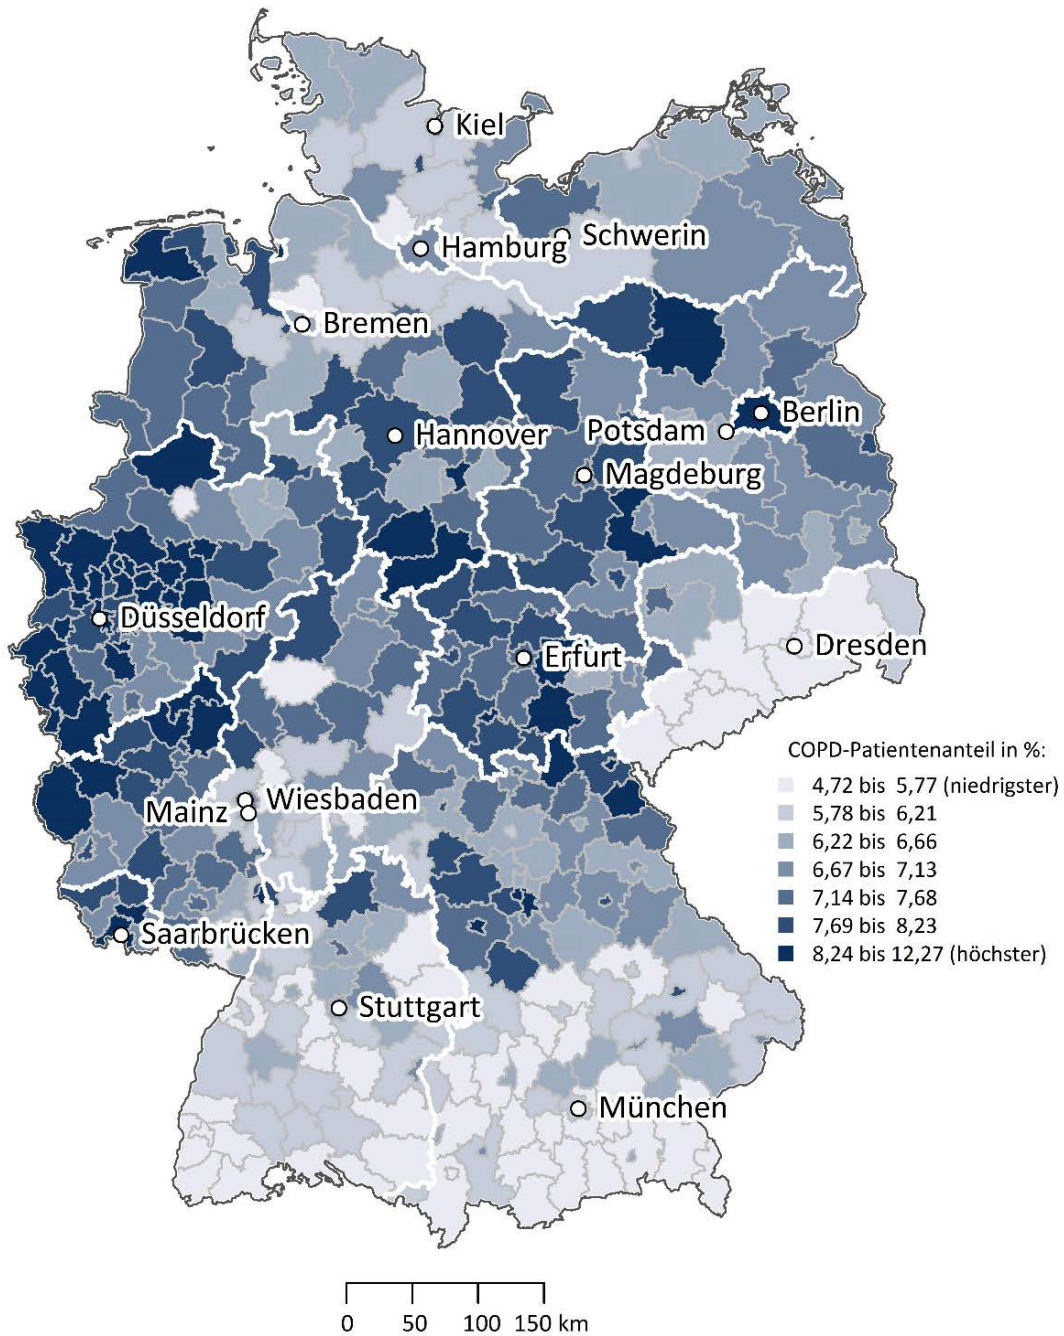 Kiel
Schwerin
Hamburg
Bremen
Berlin
Hannover
Potsdam
Magdeburg
Düsseldorf
Dresden
Erfurt
COPD-Patientenanteil in %:
4,72 bis 5,77 (niedrigster)
5,78 bis 6,21
6,22 bis 6,66
6,67 bis 7,13
7,14 bis 7,68
7,69 bis 8,23
8,24 bis 12,27 (höchster)
Wiesbaden
Mainz
Saarbrücken
Stuttgart
München
0 50 100 150 km